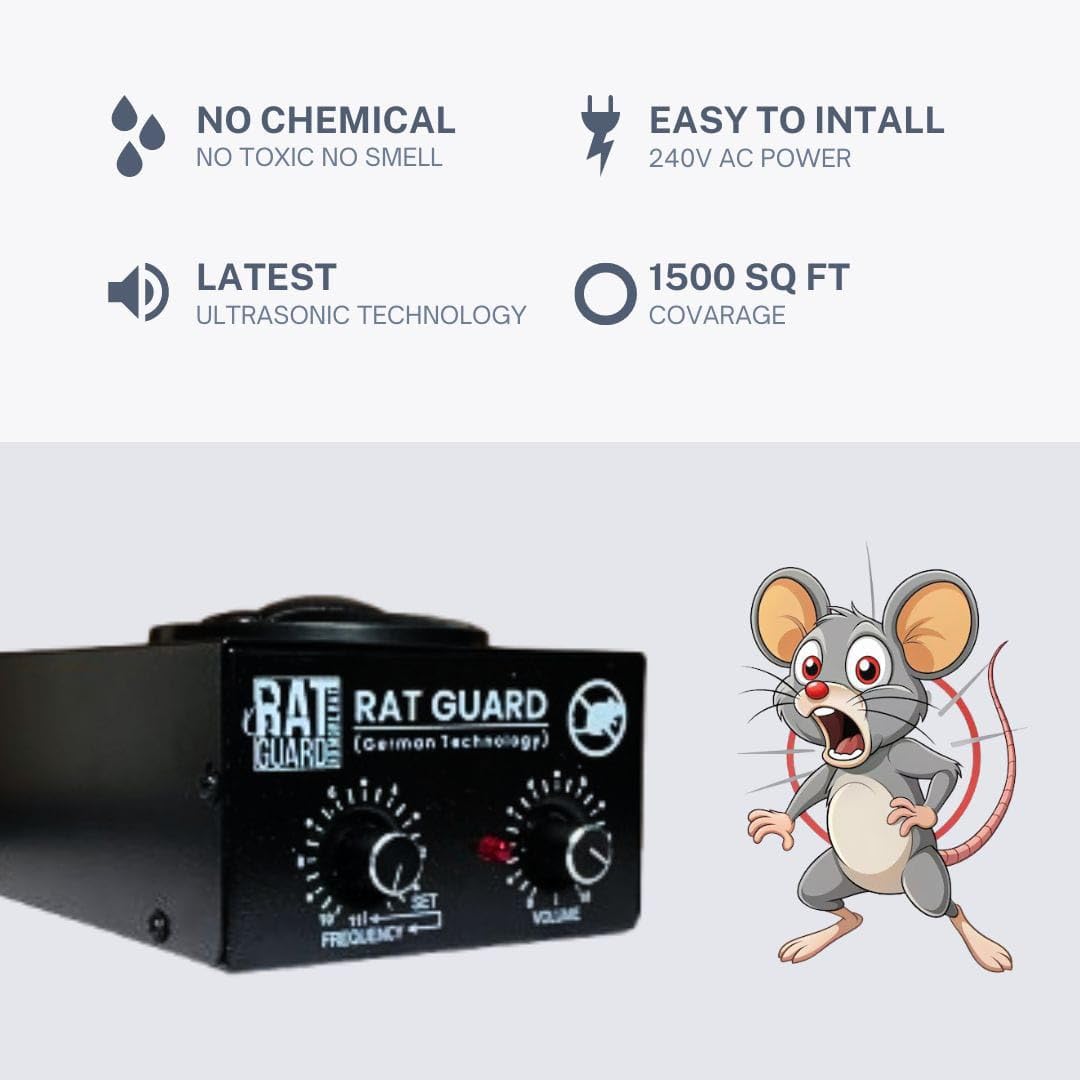 NO CHEMICAL
NO TOXIC NO SMELL
EASY TO INTALL
240V AC POWER
LATEST
ULTRASONIC TECHNOLOGY
1500 SQ FT
COVARAGE
RAT
GUARD
RAT GUARD
(German Technology)
SET
FREQUENCY
VOLUME